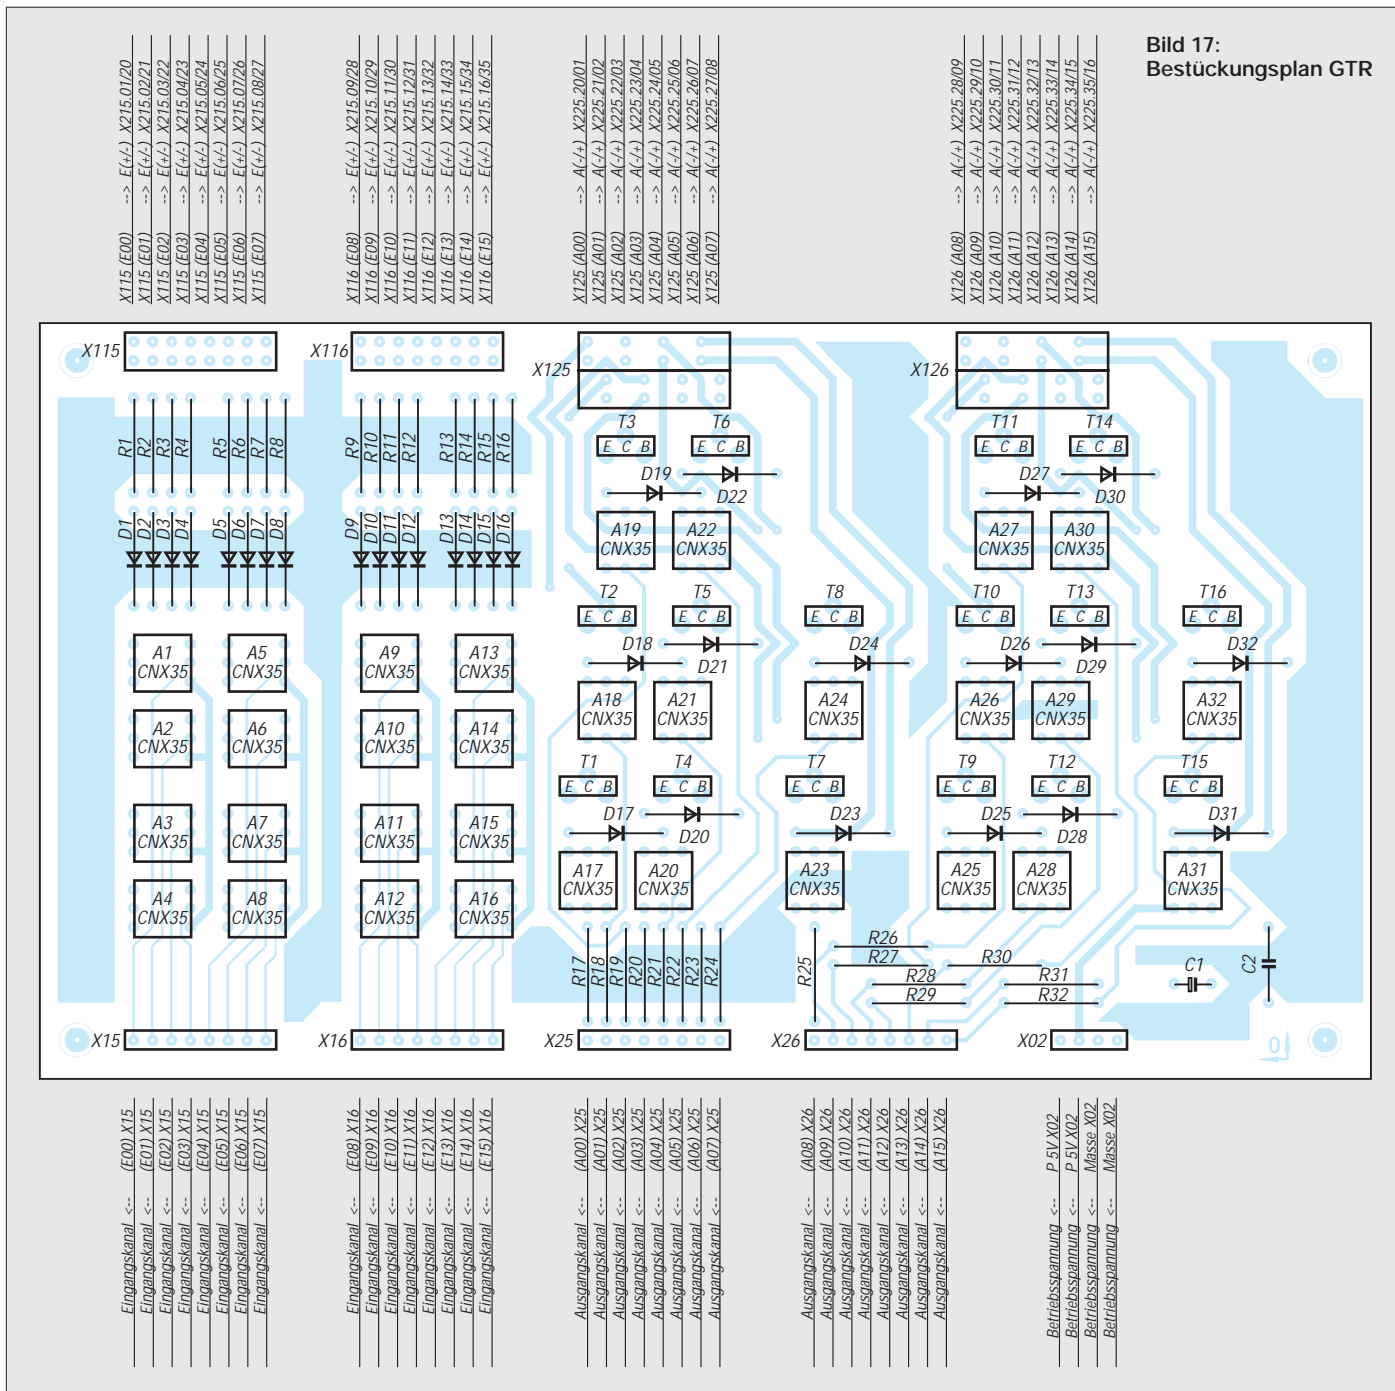 Bild 17:
Bestückungsplan GTR
X115 (E00) --> E(+/-) X215.01/20
X115 (E01) --> E(+/-) X215.02/21
X115 (E02) --> E(+/-) X215.03/22
X115 (E03) --> E(+/-) X215.04/23
X115 (E04) --> E(+/-) X215.05/24
X115 (E05) --> E(+/-) X215.06/25
X115 (E06) --> E(+/-) X215.07/26
X115 (E07) --> E(+/-) X215.08/27
X116 (E08) --> E(+/-) X215.09/28
X116 (E09) --> E(+/-) X215.10/29
X116 (E10) --> E(+/-) X215.11/30
X116 (E11) --> E(+/-) X215.12/31
X116 (E12) --> E(+/-) X215.13/32
X116 (E13) --> E(+/-) X215.14/33
X116 (E14) --> E(+/-) X215.15/34
X116 (E15) --> E(+/-) X215.16/35
X125 (A00) --> A(-/+) X225.20/01
X125 (A01) --> A(-/+) X225.21/02
X125 (A02) --> A(-/+) X225.22/03
X125 (A03) --> A(-/+) X225.23/04
X125 (A04) --> A(-/+) X225.24/05
X125 (A05) --> A(-/+) X225.25/06
X125 (A06) --> A(-/+) X225.26/07
X125 (A07) --> A(-/+) X225.27/08
X126 (A08) --> A(-/+) X225.28/09
X126 (A09) --> A(-/+) X225.29/10
X126 (A10) --> A(-/+) X225.30/11
X126 (A11) --> A(-/+) X225.31/12
X126 (A12) --> A(-/+) X225.32/13
X126 (A13) --> A(-/+) X225.33/14
X126 (A14) --> A(-/+) X225.34/15
X126 (A15) --> A(-/+) X225.35/16
X115 X116 X125 X126
R1 R2 R3 R4 R5 R6 R7 R8 R9 R10 R11 R12 R13 R14 R15 R16
T3 T6 T11 T14
E C B E C B E C B E C B
D19 D22 D27 D30
D1 D2 D3 D4 D5 D6 D7 D8 D9 D10 D11 D12 D13 D14 D15 D16
A19 A22 A27 A30
CNX35 CNX35 CNX35 CNX35
T2 T5 T8 T10 T13 T16
E C B E C B E C B E C B E C B E C B
D18 D21 D24 D26 D29 D32
A1 A5 A9 A13
CNX35 CNX35 CNX35 CNX35
A18 A21 A24 A26 A29 A32
CNX35 CNX35 CNX35 CNX35 CNX35 CNX35
A2 A6 A10 A14
CNX35 CNX35 CNX35 CNX35
T1 T4 T7 T9 T12 T15
E C B E C B E C B E C B E C B E C B
D17 D20 D23 D25 D28 D31
A3 A7 A11 A15
CNX35 CNX35 CNX35 CNX35
A17 A20 A23 A25 A28 A31
CNX35 CNX35 CNX35 CNX35 CNX35 CNX35
A4 A8 A12 A16
CNX35 CNX35 CNX35 CNX35
R17 R18 R19 R20 R21 R22 R23 R24 R25
R26
R27 R30
R28 R31
R29 R32
C1 C2
X15 X16 X25 X26 X02
0
Eingangskanal <-- (E00) X15
Eingangskanal <-- (E01) X15
Eingangskanal <-- (E02) X15
Eingangskanal <-- (E03) X15
Eingangskanal <-- (E04) X15
Eingangskanal <-- (E05) X15
Eingangskanal <-- (E06) X15
Eingangskanal <-- (E07) X15
Eingangskanal <-- (E08) X16
Eingangskanal <-- (E09) X16
Eingangskanal <-- (E10) X16
Eingangskanal <-- (E11) X16
Eingangskanal <-- (E12) X16
Eingangskanal <-- (E13) X16
Eingangskanal <-- (E14) X16
Eingangskanal <-- (E15) X16
Ausgangskanal <-- (A00) X25
Ausgangskanal <-- (A01) X25
Ausgangskanal <-- (A02) X25
Ausgangskanal <-- (A03) X25
Ausgangskanal <-- (A04) X25
Ausgangskanal <-- (A05) X25
Ausgangskanal <-- (A06) X25
Ausgangskanal <-- (A07) X25
Ausgangskanal <-- (A08) X26
Ausgangskanal <-- (A09) X26
Ausgangskanal <-- (A10) X26
Ausgangskanal <-- (A11) X26
Ausgangskanal <-- (A12) X26
Ausgangskanal <-- (A13) X26
Ausgangskanal <-- (A14) X26
Ausgangskanal <-- (A15) X26
Betriebsspannung <-- P 5V X02
Betriebsspannung <-- P 5V X02
Betriebsspannung <-- Masse X02
Betriebsspannung <-- Masse X02